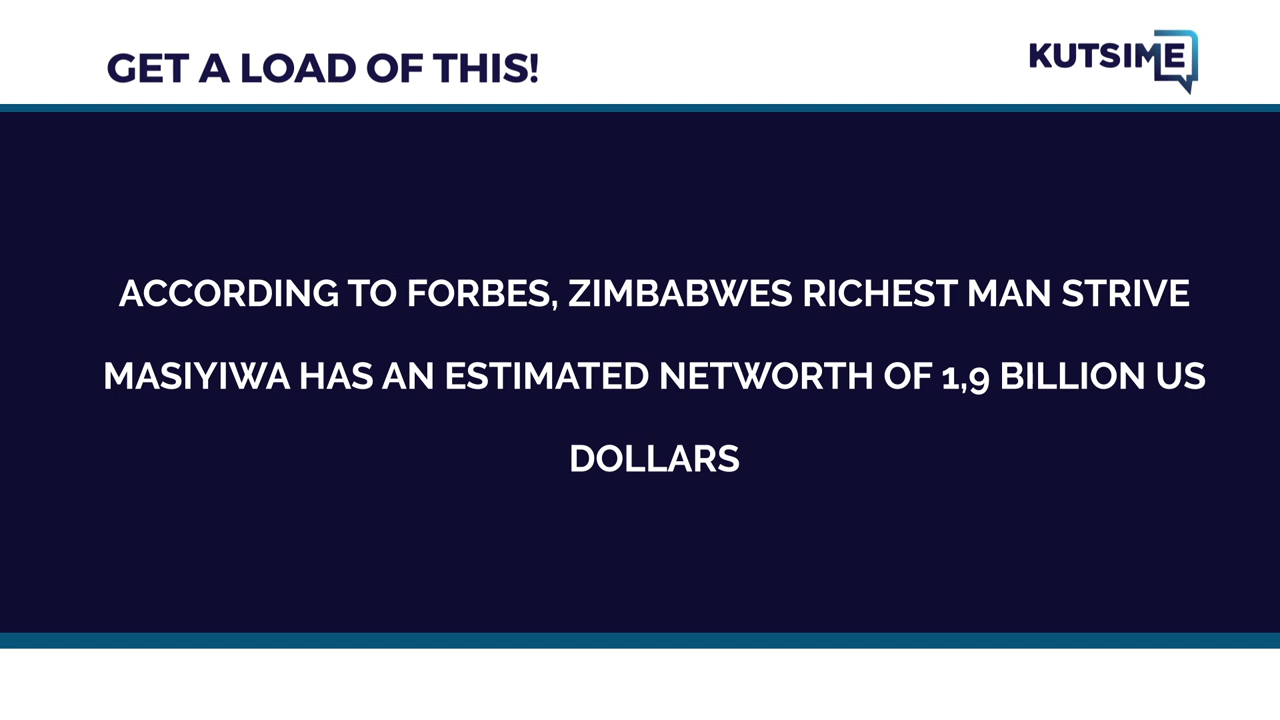 GET A LOAD OF THIS!
KUTSIME
ACCORDING TO FORBES, ZIMBABWES RICHEST MAN STRIVE
MASIYIWA HAS AN ESTIMATED NETWORTH OF 1,9 BILLION US
DOLLARS